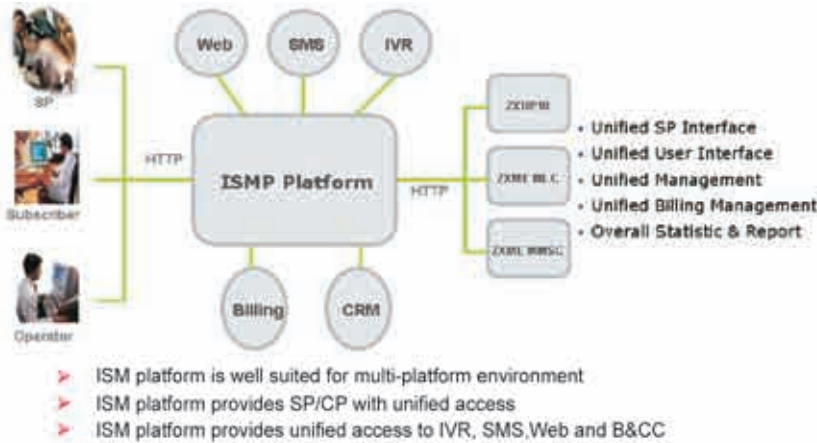 Web
SMS
IVR
SP
HTTP
ISMP Platform
Subscriber
HTTP
Billing
CRM
Operator
• Unified SP Interface
• Unified User Interface
• Unified Management
• Unified Billing Management
• Overall Statistic & Report
➢ ISM platform is well suited for multi-platform environment
➢ ISM platform provides SP/CP with unified access
➢ ISM platform provides unified access to IVR, SMS,Web and B&CC